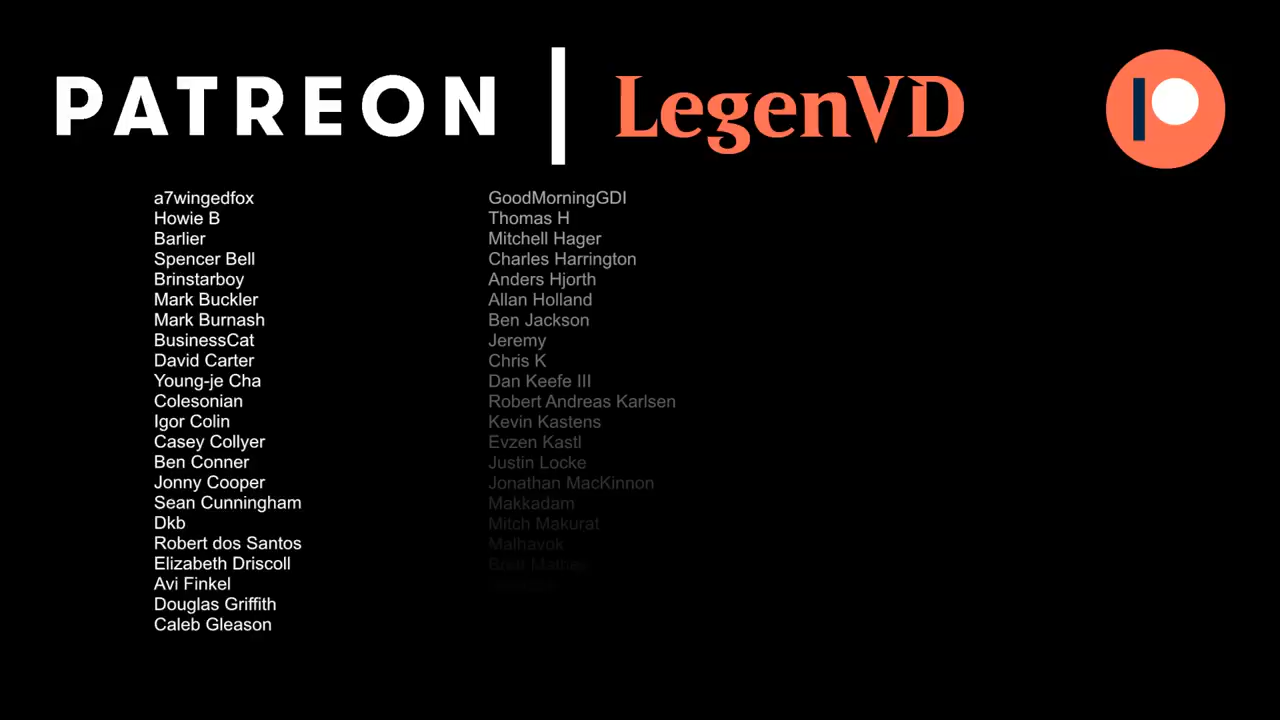 PATREON | LegenVD
a7wingedfox
Howie B
Barlier
Spencer Bell
Brinstarboy
Mark Buckler
Mark Burnash
BusinessCat
David Carter
Young-je Cha
Colesonian
Igor Colin
Casey Collyer
Ben Conner
Jonny Cooper
Sean Cunningham
Dkb
Robert dos Santos
Elizabeth Driscoll
Avi Finkel
Douglas Griffith
Caleb Gleason
GoodMorningGDI
Thomas H
Mitchell Hager
Charles Harrington
Anders Hjorth
Allan Holland
Ben Jackson
Jeremy
Chris K
Dan Keefe III
Robert Andreas Karlsen
Kevin Kastens
Evzen Kastl
Justin Locke
Jonathan MacKinnon
Makkadam
Mitch Makurat
Malhavok
Brett